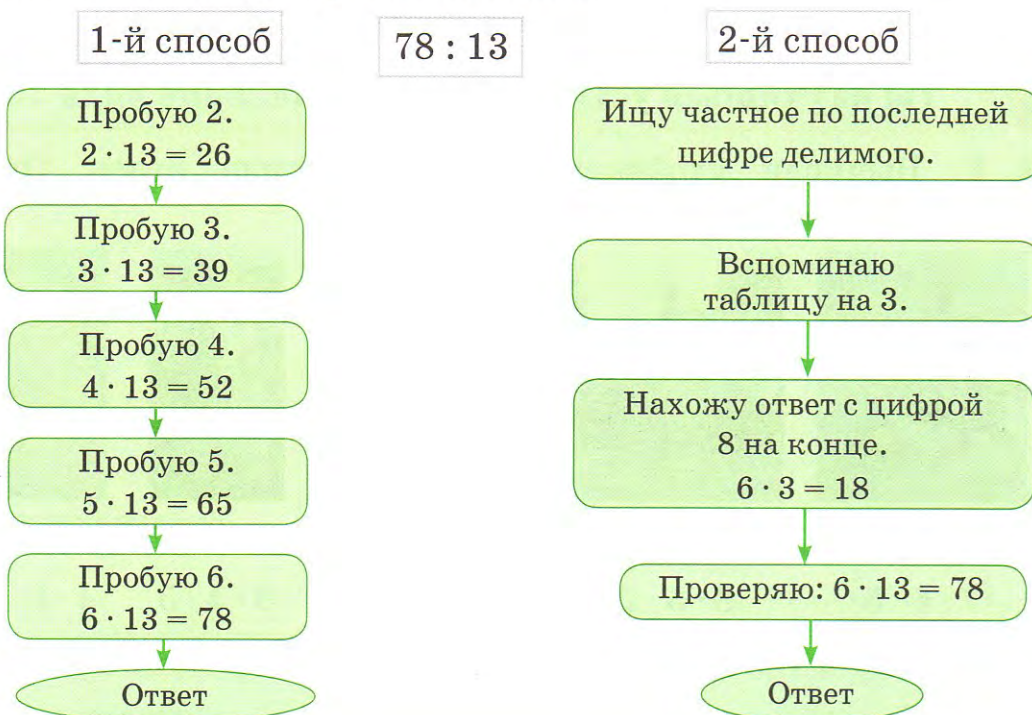 1-й способ
78 : 13
2-й способ
Пробую 2.
2 · 13 = 26
Пробую 3.
3 · 13 = 39
Пробую 4.
4 · 13 = 52
Пробую 5.
5 · 13 = 65
Пробую 6.
6 · 13 = 78
Ответ
Ищу частное по последней
цифре делимого.
Вспоминаю
таблицу на 3.
Нахожу ответ с цифрой
8 на конце.
6 · 3 = 18
Проверяю: 6 · 13 = 78
Ответ